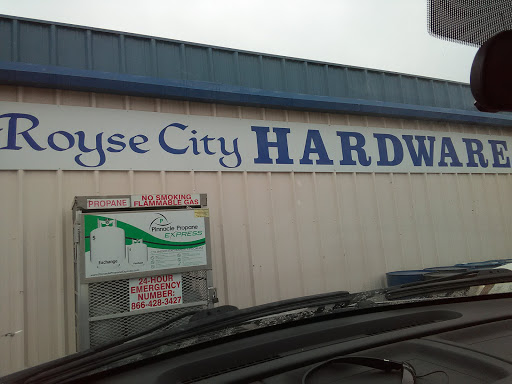 Royse City HARDWARE
PROPANE
NO SMOKING
FLAMMABLE GAS
Pinnacle Propane
EXPRESS
Exchange
24-HOUR
EMERGENCY
NUMBER:
866-428-3427